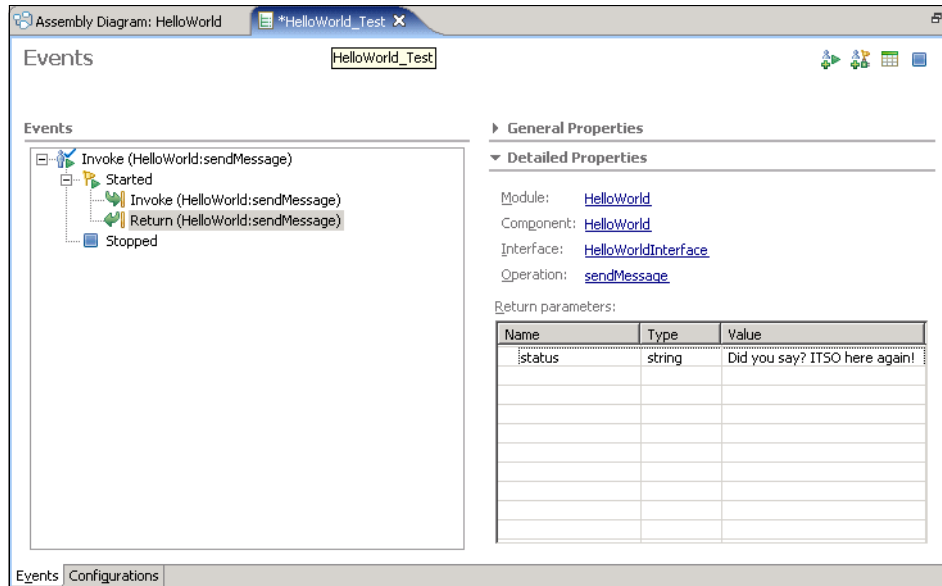 Assembly Diagram: HelloWorld
*HelloWorld_Test
Events
HelloWorld_Test
Events
Invoke (HelloWorld:sendMessage)
Started
Invoke (HelloWorld:sendMessage)
Return (HelloWorld:sendMessage)
Stopped
General Properties
Detailed Properties
Module: HelloWorld
Component: HelloWorld
Interface: HelloWorldInterface
Operation: sendMessage
Return parameters:
Name Type Value
status string Did you say? ITSO here again!
Events Configurations